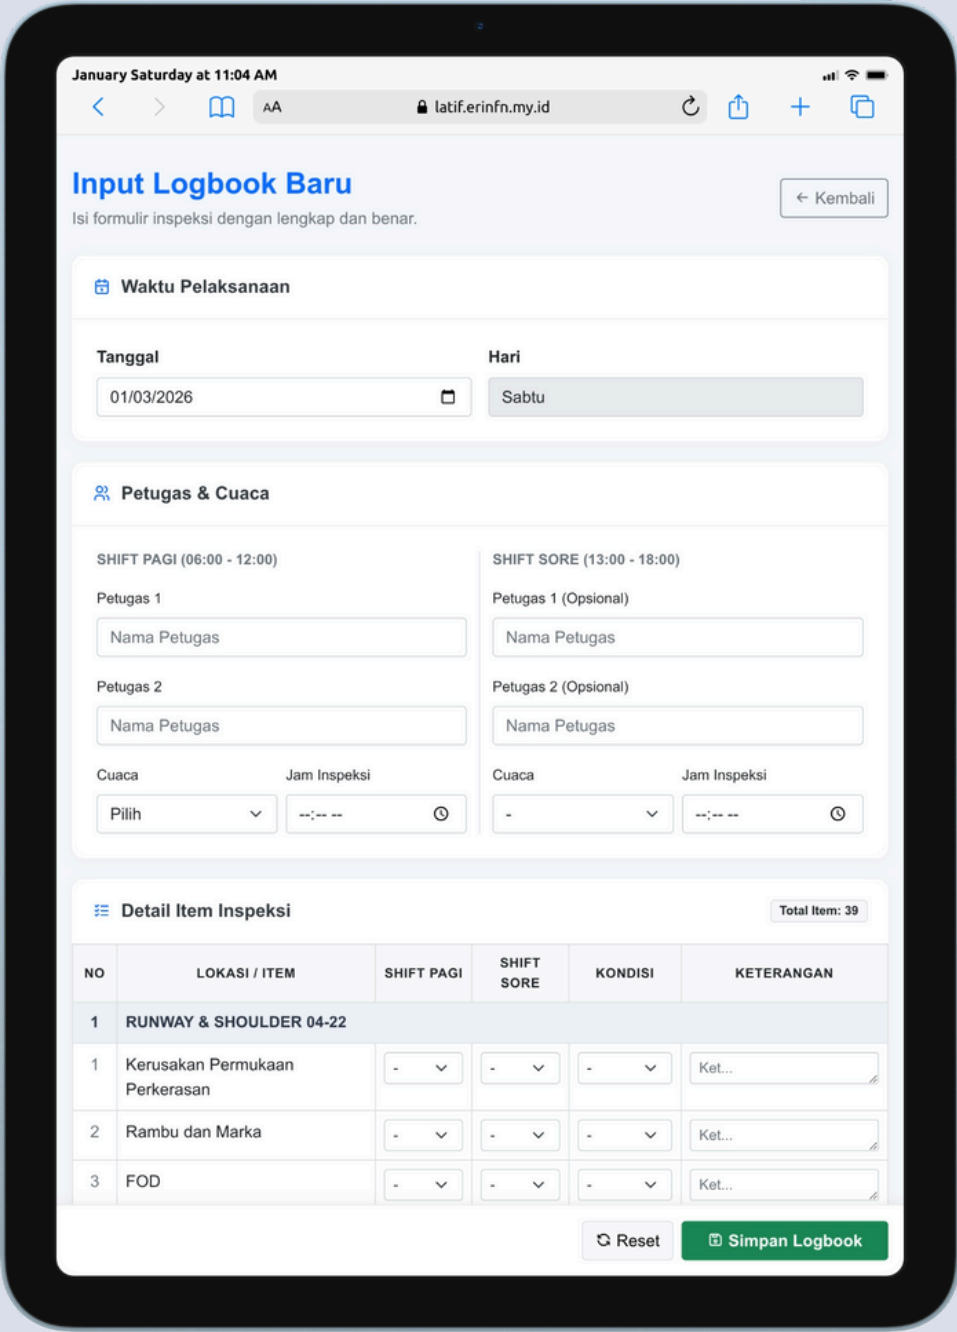 January Saturday at 11:04 AM
AA latif.erinfn.my.id
Input Logbook Baru
← Kembali
Isi formulir inspeksi dengan lengkap dan benar.
Waktu Pelaksanaan
Tanggal Hari
01/03/2026 Sabtu
Petugas & Cuaca
SHIFT PAGI (06:00 - 12:00) SHIFT SORE (13:00 - 18:00)
Petugas 1 Petugas 1 (Opsional)
Nama Petugas Nama Petugas
Petugas 2 Petugas 2 (Opsional)
Nama Petugas Nama Petugas
Cuaca Jam Inspeksi Cuaca Jam Inspeksi
Pilih --:-- -- - --:-- --
Detail Item Inspeksi Total Item: 39
NO LOKASI / ITEM SHIFT PAGI SHIFT SORE KONDISI KETERANGAN
1 RUNWAY & SHOULDER 04-22
1 Kerusakan Permukaan Perkerasan - - - Ket...
2 Rambu dan Marka - - - Ket...
3 FOD - - - Ket...
Reset Simpan Logbook